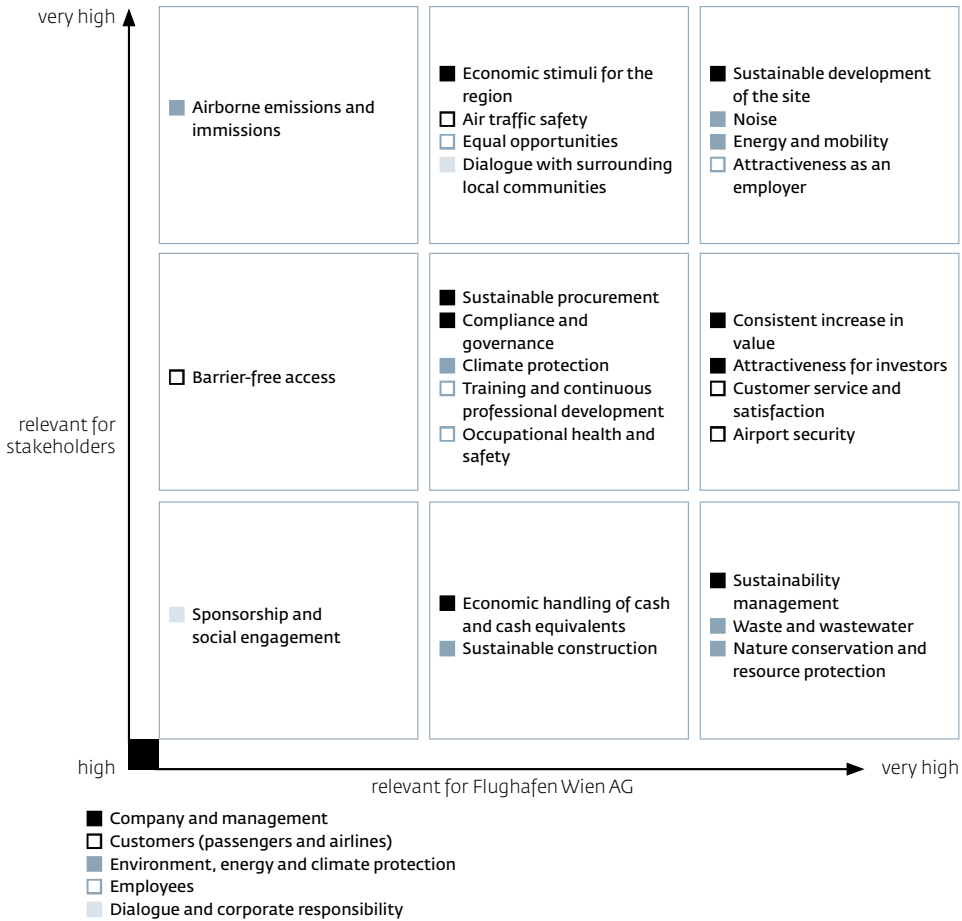 very high
Airborne emissions and
immissions
Economic stimuli for the
region
Air traffic safety
Equal opportunities
Dialogue with surrounding
local communities
Sustainable development
of the site
Noise
Energy and mobility
Attractiveness as an
employer
relevant for
stakeholders
Barrier-free access
Sustainable procurement
Compliance and
governance
Climate protection
Training and continuous
professional development
Occupational health and
safety
Consistent increase in
value
Attractiveness for investors
Customer service and
satisfaction
Airport security
Sponsorship and
social engagement
Economic handling of cash
and cash equivalents
Sustainable construction
Sustainability
management
Waste and wastewater
Nature conservation and
resource protection
high
relevant for Flughafen Wien AG
very high
Company and management
Customers (passengers and airlines)
Environment, energy and climate protection
Employees
Dialogue and corporate responsibility